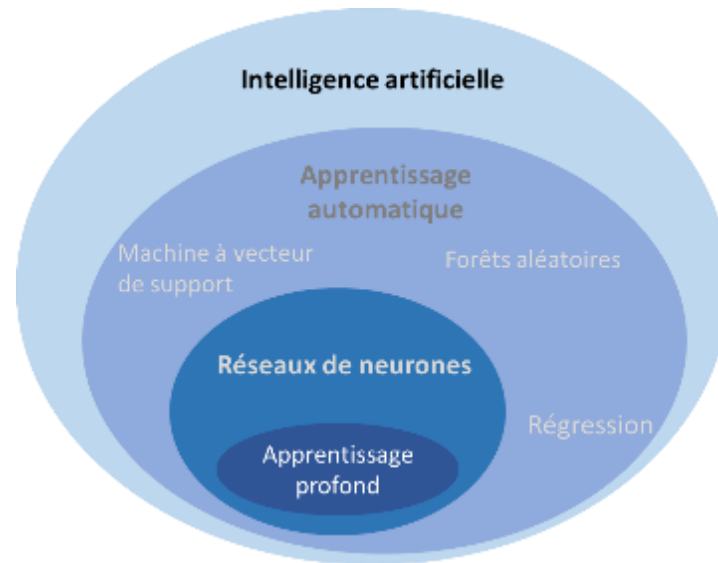 Intelligence artificielle
Apprentissage
automatique
Machine à vecteur
de support
Forêts aléatoires
Réseaux de neurones
Régression
Apprentissage
profond